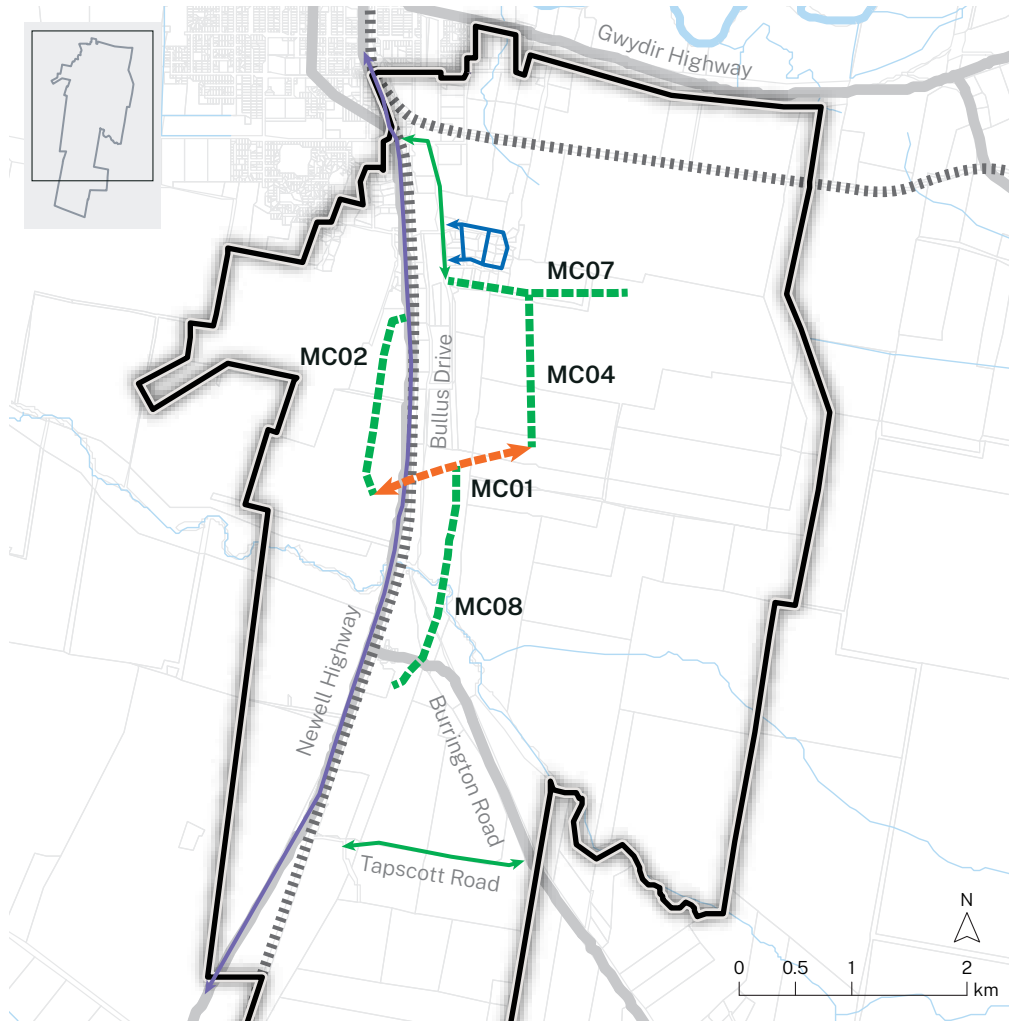 Gwydir Highway
MC07
MC02
MC04
Bullus Drive
MC01
MC08
Newell Highway
Burrington Road
Tapscott Road
N
0 0.5 1 2
km